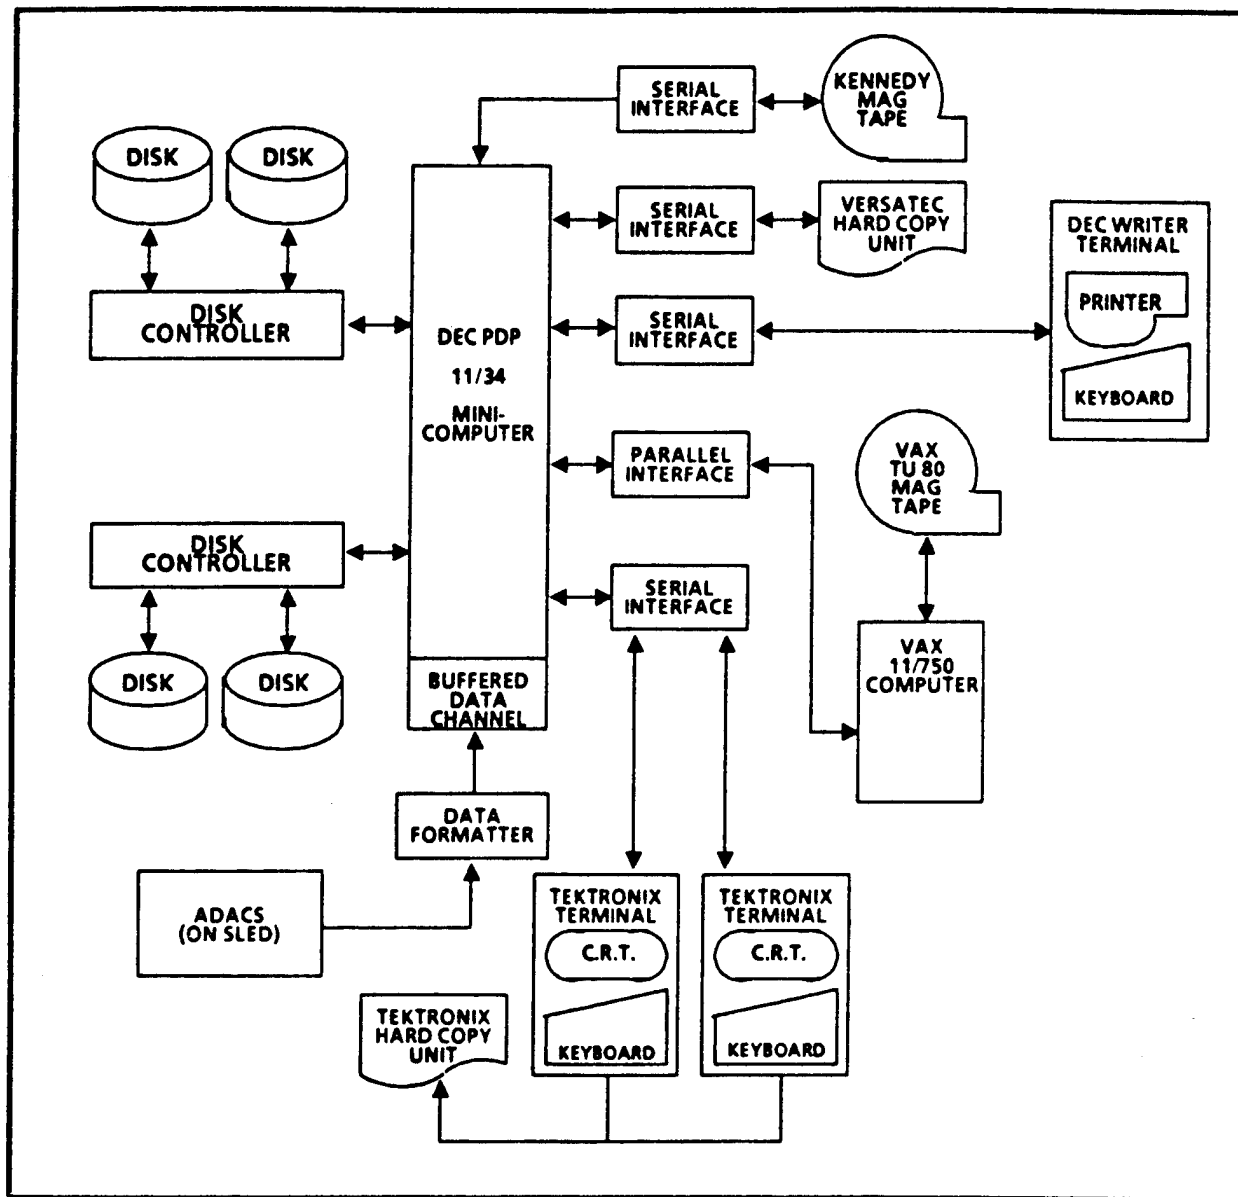 SERIAL
INTERFACE
KENNEDY
MAG
TAPE
DISK
DISK
SERIAL
INTERFACE
VERSATEC
HARD COPY
UNIT
DEC WRITER
TERMINAL
PRINTER
KEYBOARD
DISK
CONTROLLER
DEC PDP
11/34
MINI-
COMPUTER
SERIAL
INTERFACE
PARALLEL
INTERFACE
VAX
TU 80
MAG
TAPE
DISK
CONTROLLER
SERIAL
INTERFACE
DISK
DISK
BUFFERED
DATA
CHANNEL
VAX
11/750
COMPUTER
DATA
FORMATTER
ADACS
(ON SLED)
TEKTRONIX
TERMINAL
C.R.T.
KEYBOARD
TEKTRONIX
TERMINAL
C.R.T.
KEYBOARD
TEKTRONIX
HARD COPY
UNIT